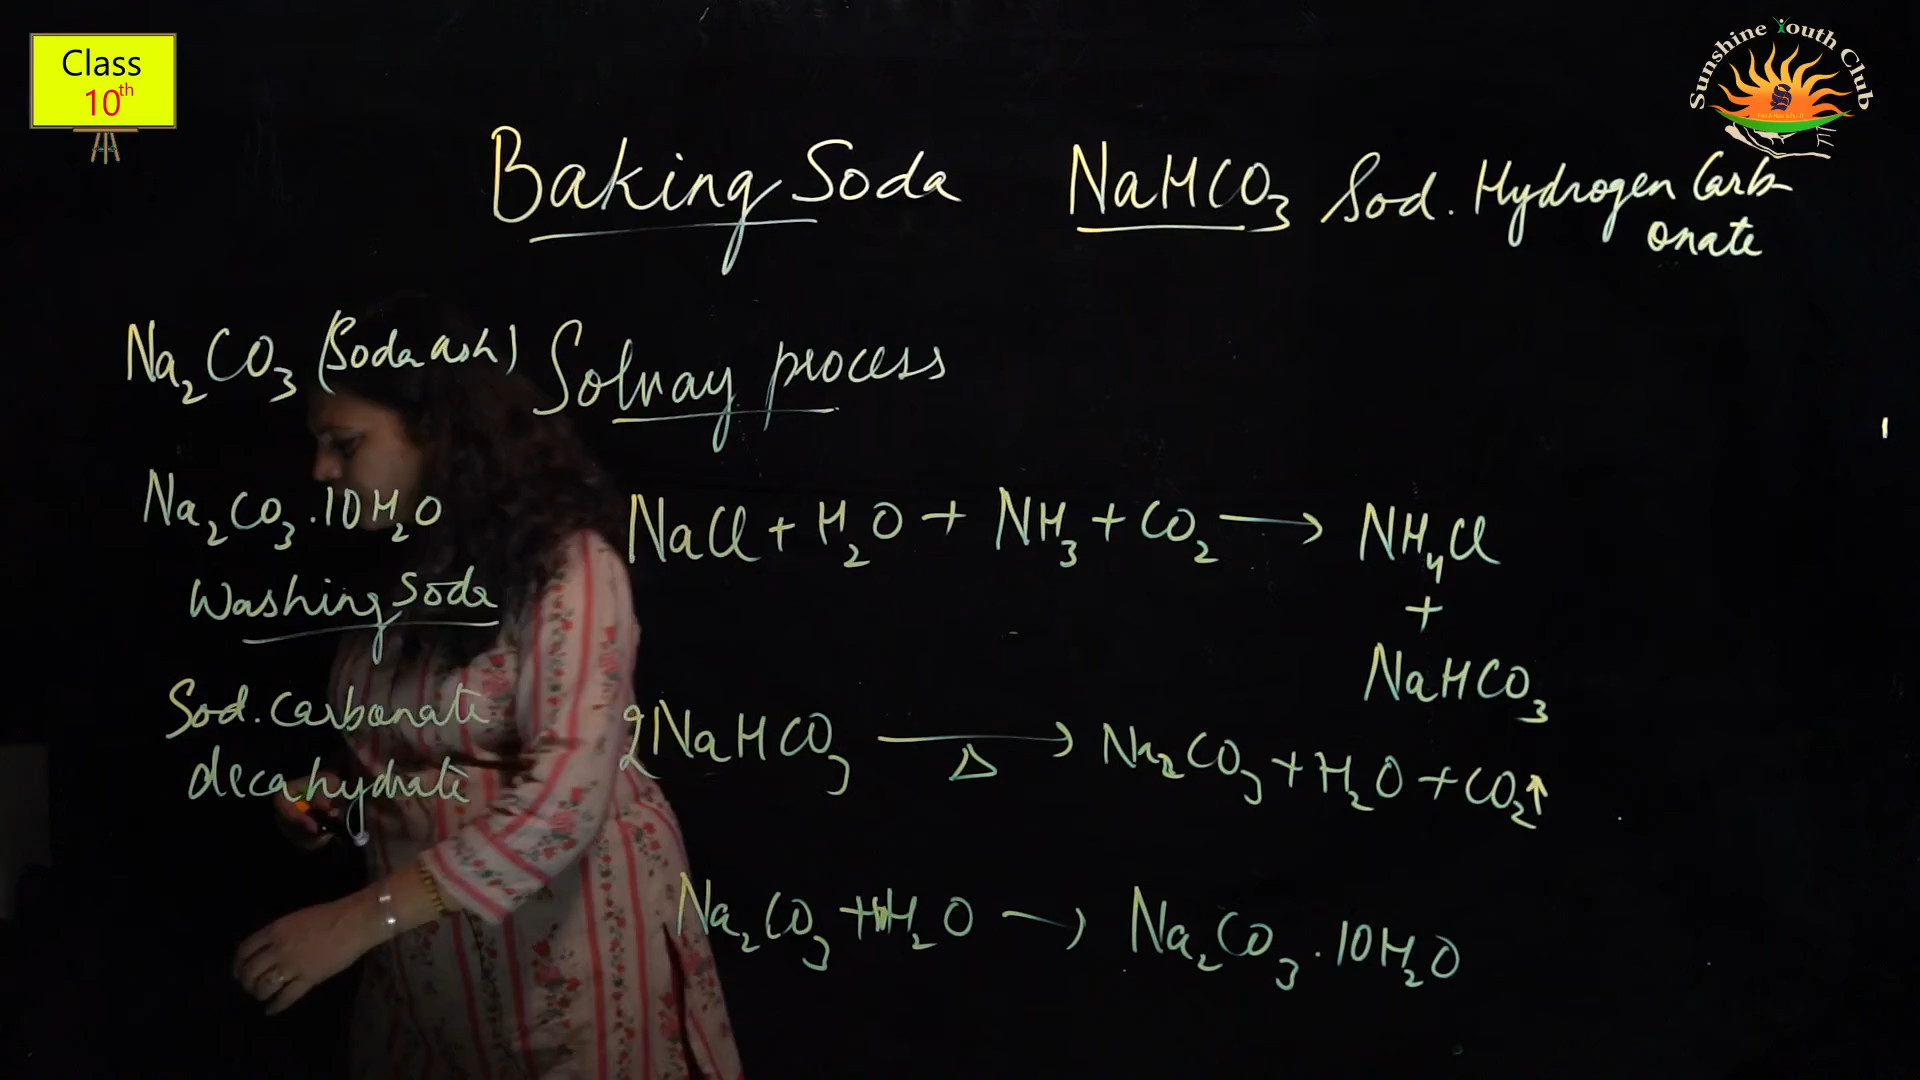 Class
10th
Sunshine Youth Club
Baking Soda NaHCO3 Sod. Hydrogen Carb-
onate
Na2CO3 (Soda ash) Solvay process
Na2CO3.10H2O
Washing Soda
Sod. Carbonate
decahydrate
NaCl + H2O + NH3 + CO2 → NH4Cl
+
NaHCO3
2NaHCO3 → Na2CO3 + H2O + CO2↑
Δ
Na2CO3 + H2O → Na2CO3.10H2O